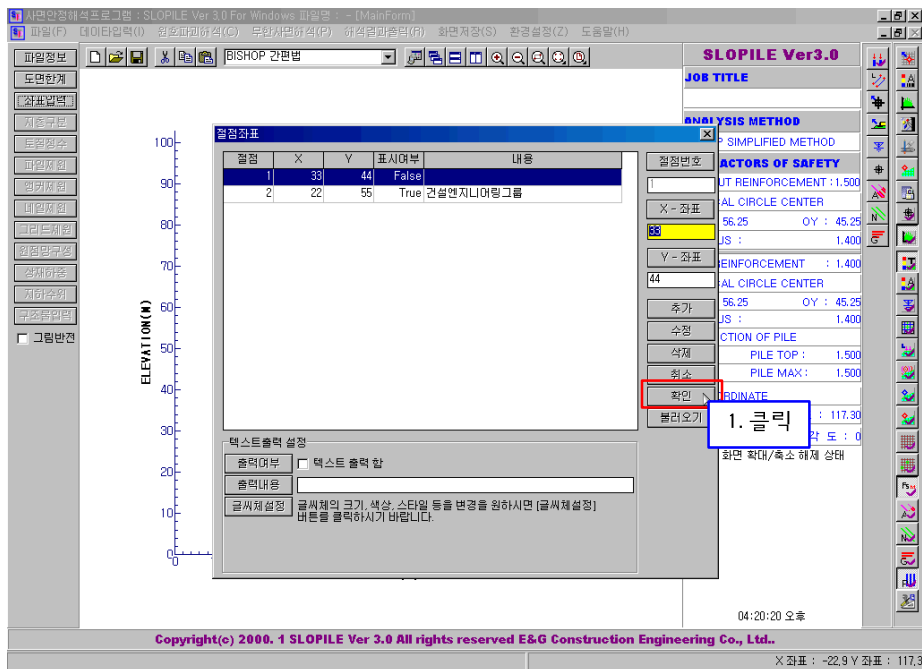 사면안정해석프로그램 : SLOPILE Ver 3,0 For Windows 파일명 : - [MainForm]
파일(F) 데이타입력(I) 원호파괴해석(C) 무한사면해석(P) 해석결과출력(R) 화면저장(S) 환경설정(Z) 도움말(H)
파일정보
도면한계
좌표입력
지층구분
토질정수
파일제원
앵커제원
네일제원
그리드제원
원점망구성
상재하중
지하수위
구조물입력
그림반전
BISHOP 간편법
100
90
80
70
60
50
40
30
20
10
0
0
ELEVATION(M)
절점좌표
절점 X Y 표시여부 내용
1 33 44 False
2 22 55 True 건설엔지니어링그룹
절점번호
1
X - 좌표
33
Y - 좌표
44
추가
수정
삭제
취소
확인
불러오기
1. 클릭
텍스트출력 설정
출력여부 텍스트 출력 함
출력내용
글씨체설정 글씨체의 크기, 색상, 스타일 등을 변경을 원하시면 [글씨체설정]
버튼를 클릭하시기 바랍니다.
SLOPILE Ver3.0
JOB TITLE
ANALYSIS METHOD
P SIMPLIFIED METHOD
ACTORS OF SAFETY
UT REINFORCEMENT : 1.500
AL CIRCLE CENTER
56.25 OY : 45.25
US : 1.400
EINFORCEMENT : 1.400
AL CIRCLE CENTER
56.25 OY : 45.25
US : 1.400
CTION OF PILE
PILE TOP : 1.500
PILE MAX : 1.500
RDINATE
: 117.30
각 도 : 0
화면 확대/축소 해제 상태
04:20:20 오후
Copyright(c) 2000. 1 SLOPILE Ver 3.0 All rights reserved E&G Construction Engineering Co., Ltd..
X 좌표 : -22,9 Y 좌표 : 117,3